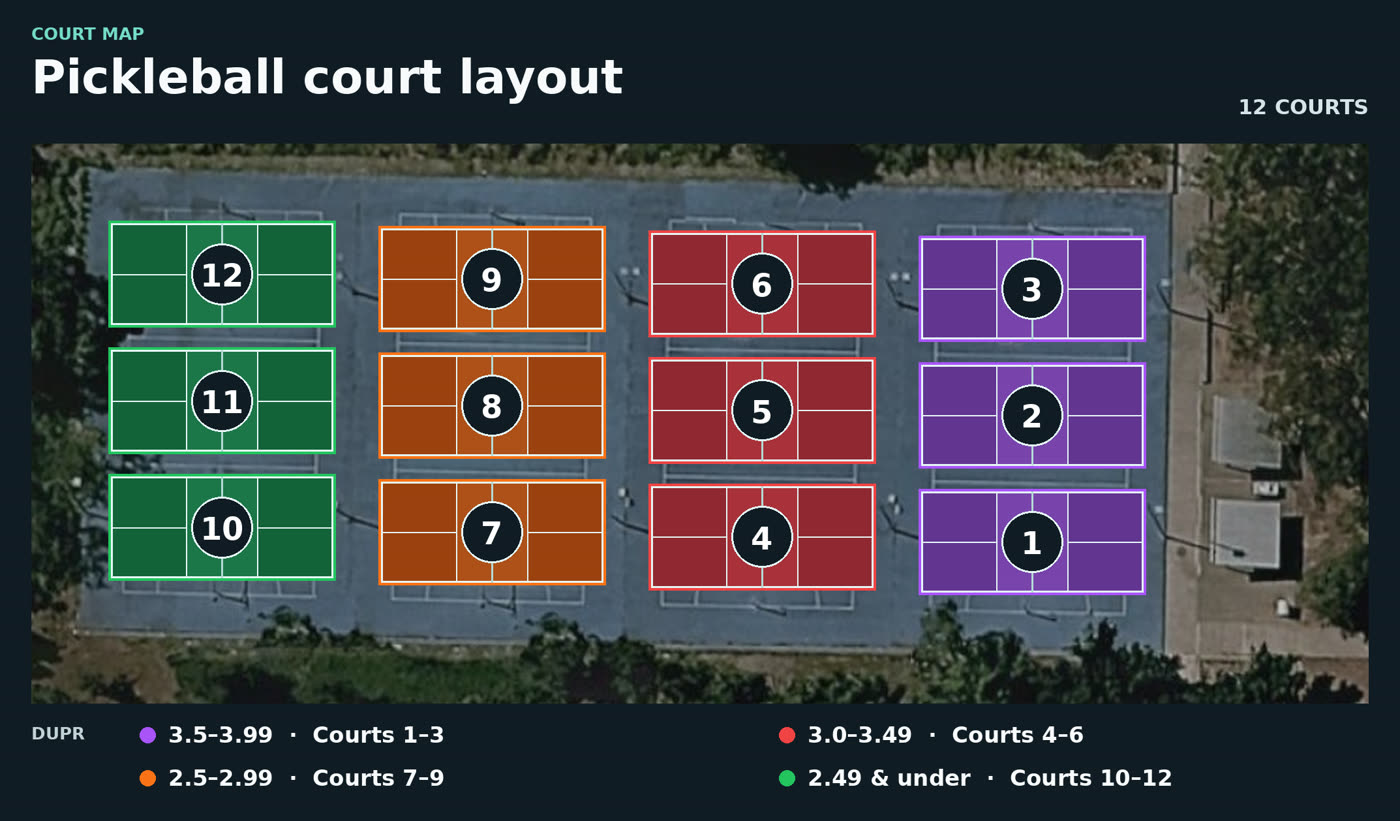 COURT MAP
Pickleball court layout
12 COURTS
12
9
6
3
11
8
5
2
10
7
4
1
DUPR
3.5–3.99 · Courts 1–3
3.0–3.49 · Courts 4–6
2.5–2.99 · Courts 7–9
2.49 & under · Courts 10–12